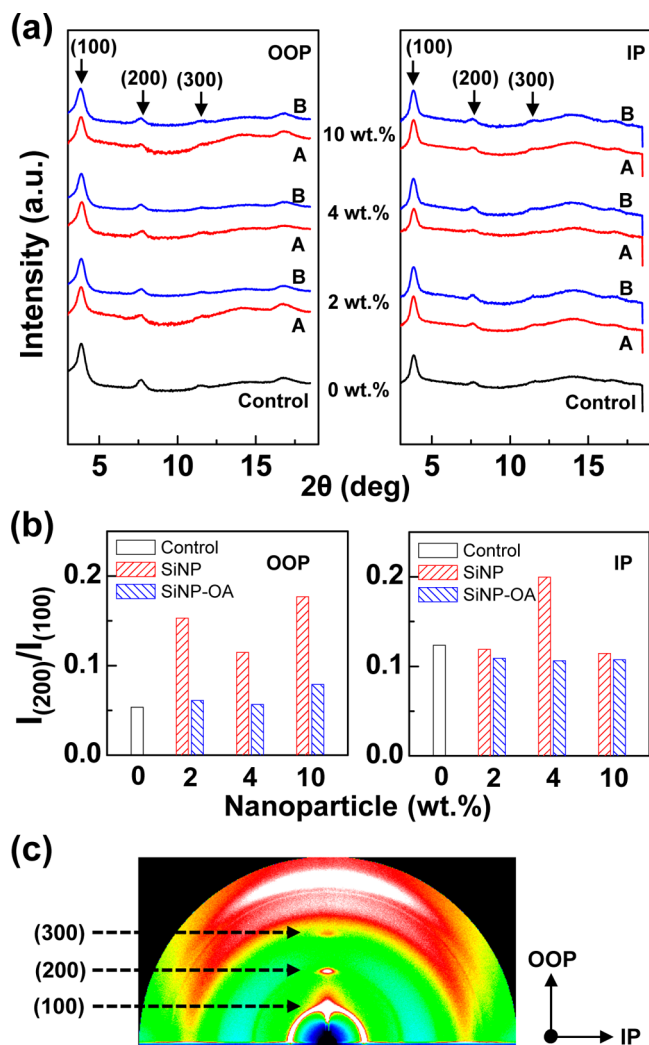 (a)
(100) OOP
(200) (300)
B
A
B
A
B
A
Control
10 wt.%
4 wt.%
2 wt.%
0 wt.%
(100) IP
(200) (300)
B
A
B
A
B
A
Control
Intensity (a.u.)
5 10 15
5 10 15
2θ (deg)
(b)
Control OOP
SiNP
SiNP-OA
0.2
0.1
0.0
0 2 4 10
Control IP
SiNP
SiNP-OA
0.2
0.1
0.0
0 2 4 10
I(200)/I(100)
Nanoparticle (wt.%)
(c)
(300)
(200)
(100)
OOP
IP